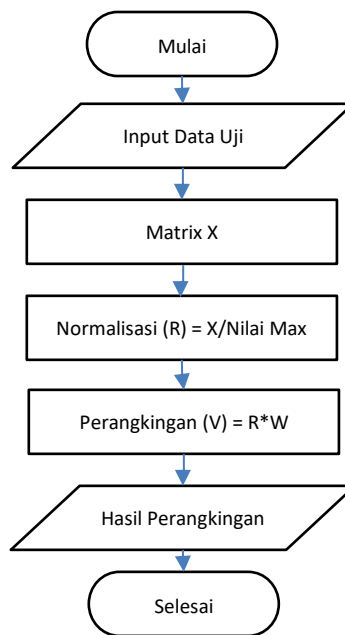 Mulai
Input Data Uji
Matrix X
Normalisasi (R) = X/Nilai Max
Perangkingan (V) = R*W
Hasil Perangkingan
Selesai